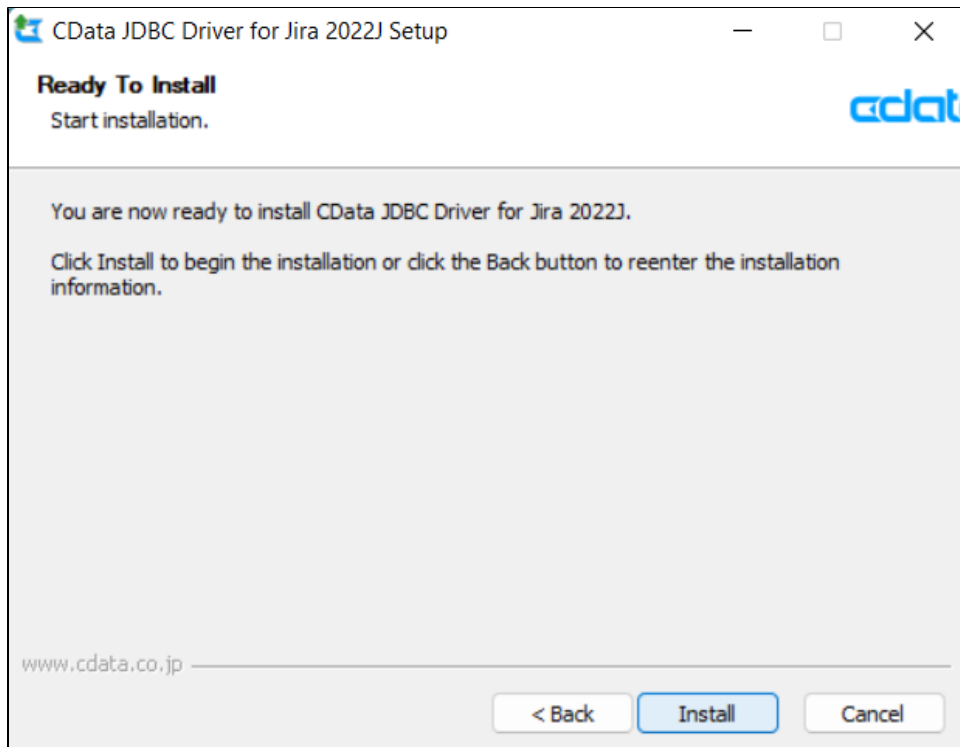 CData JDBC Driver for Jira 2022J Setup
Ready To Install
Start installation.
cdat
You are now ready to install CData JDBC Driver for Jira 2022J.
Click Install to begin the installation or click the Back button to reenter the installation
information.
www.cdata.co.jp
< Back
Install
Cancel